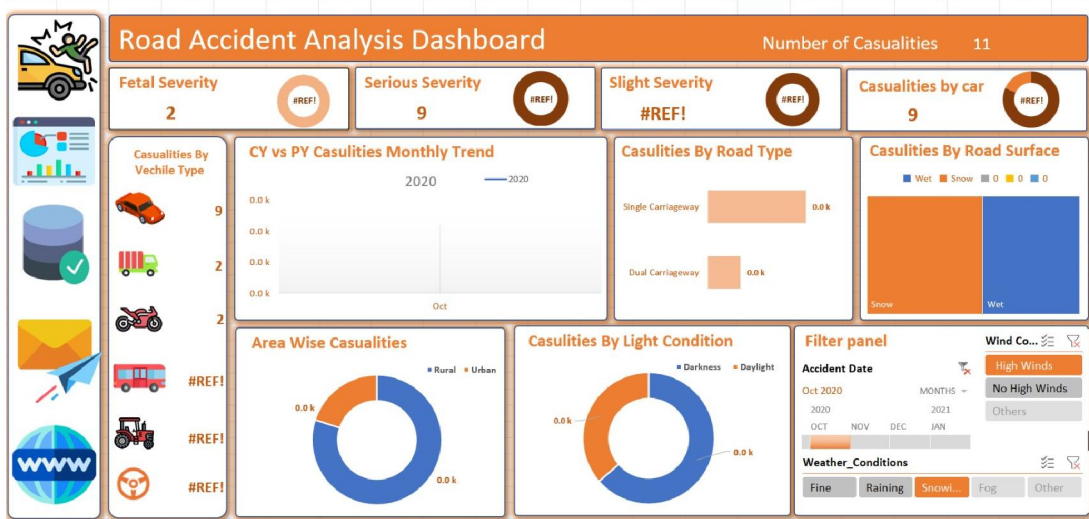 Road Accident Analysis Dashboard
Number of Casualities 11
Fetal Severity
2
#REF!
Serious Severity
9
#REF!
Slight Severity
#REF!
#REF!
Casualities by car
9
#REF!
Casualities By
Vechile Type
9
2
2
#REF!
#REF!
#REF!
WWW
CY vs PY Casulities Monthly Trend
2020
2020
0.0 k
0.0 k
0.0 k
0.0 k
Oct
Casulities By Road Type
Single Carriageway
0.0 k
Dual Carriageway
0.0 k
Casulities By Road Surface
Wet Snow 0 0 0
Snow
Wet
Area Wise Casualities
Rural Urban
0.0 k
0.0 k
Casulities By Light Condition
Darkness Daylight
0.0 k
0.0 k
Filter panel
Accident Date
Oct 2020
MONTHS
2020 2021
OCT NOV DEC JAN
Wind Co...
High Winds
No High Winds
Others
Weather_Conditions
Fine Raining Snowi... Fog Other